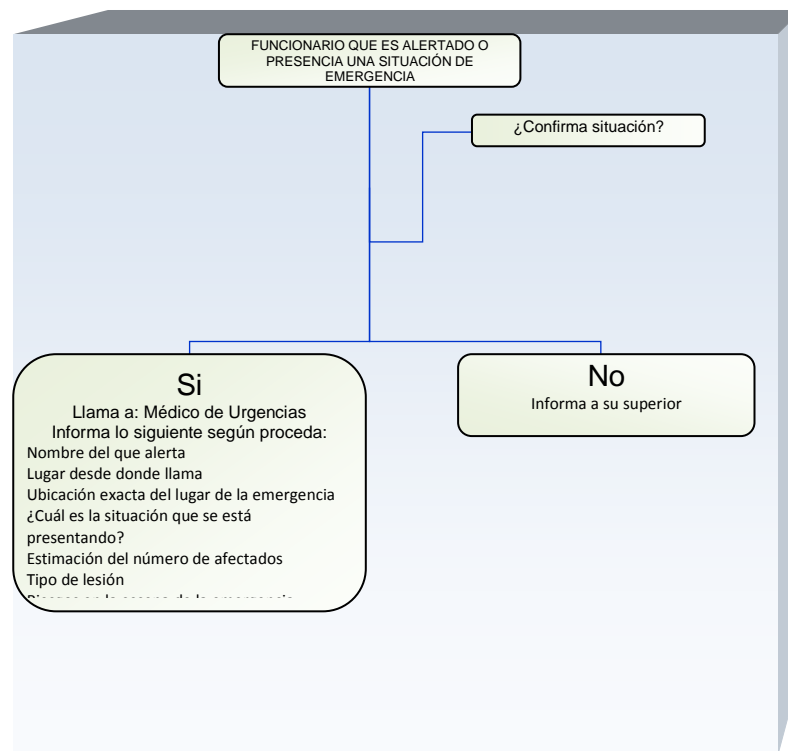 FUNCIONARIO QUE ES ALERTADO O
PRESENCIA UNA SITUACIÓN DE
EMERGENCIA
¿Confirma situación?
Si
Llama a: Médico de Urgencias
Informa lo siguiente según proceda:
Nombre del que alerta
Lugar desde donde llama
Ubicación exacta del lugar de la emergencia
¿Cuál es la situación que se está
presentando?
Estimación del número de afectados
Tipo de lesión
No
Informa a su superior